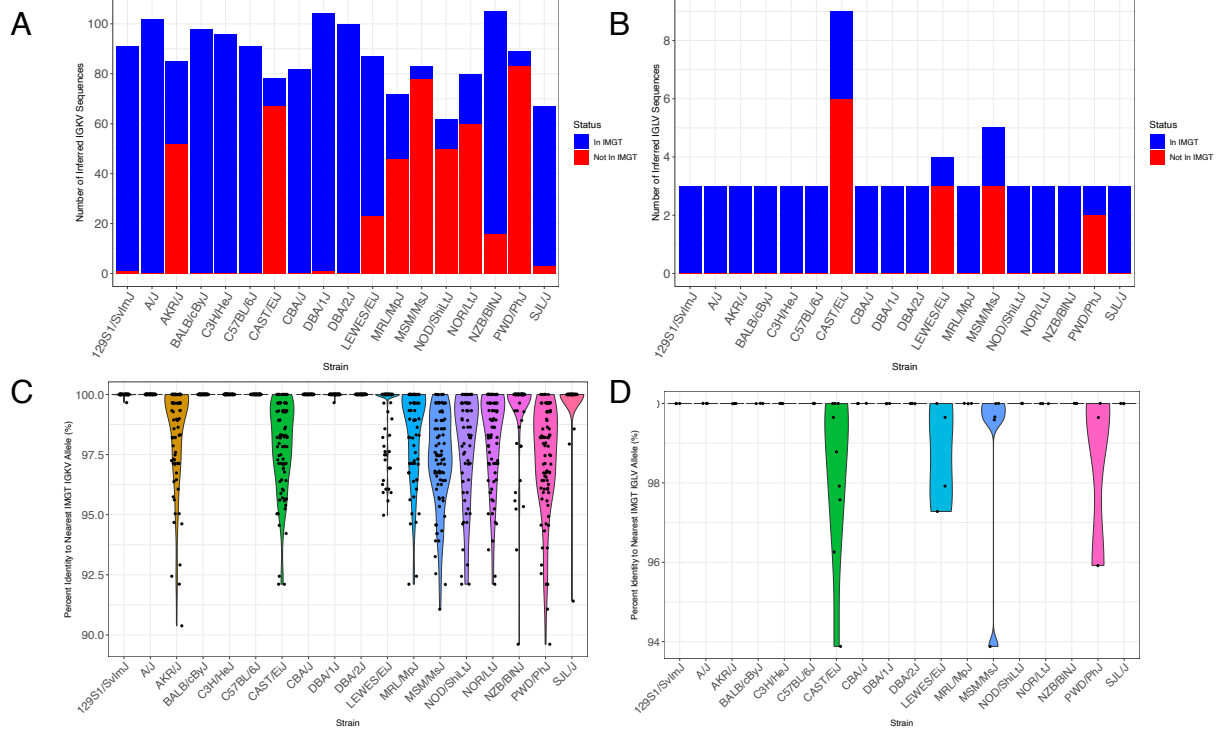 A
Number of Inferred IGKV Sequences
100
80
60
40
20
0
129S1/SvImJ
A/J
AKR/J
BALB/cByJ
C3H/HeJ
C57BL/6J
CAST/EiJ
CBA/J
DBA/1J
DBA/2J
LEWES/EiJ
MRL/MpJ
MSM/MsJ
NOD/ShiLtJ
NOR/LtJ
NZB/BlNJ
PWD/PhJ
SJL/J
Strain
Status
In IMGT
Not In IMGT
B
Number of Inferred IGLV Sequences
8
6
4
2
0
129S1/SvImJ
A/J
AKR/J
BALB/cByJ
C3H/HeJ
C57BL/6J
CAST/EiJ
CBA/J
DBA/1J
DBA/2J
LEWES/EiJ
MRL/MpJ
MSM/MsJ
NOD/ShiLtJ
NOR/LtJ
NZB/BlNJ
PWD/PhJ
SJL/J
Strain
Status
In IMGT
Not In IMGT
C
Percent Identity to Nearest IMGT IGKV Allele (%)
100.0
97.5
95.0
92.5
90.0
129S1/SvImJ
A/J
AKR/J
BALB/cByJ
C3H/HeJ
C57BL/6J
CAST/EiJ
CBA/J
DBA/1J
DBA/2J
LEWES/EiJ
MRL/MpJ
MSM/MsJ
NOD/ShiLtJ
NOR/LtJ
NZB/BlNJ
PWD/PhJ
SJL/J
Strain
D
Percent Identity to Nearest IMGT IGLV Allele (%)
98
96
94
129S1/SvImJ
A/J
AKR/J
BALB/cByJ
C3H/HeJ
C57BL/6J
CAST/EiJ
CBA/J
DBA/1J
DBA/2J
LEWES/EiJ
MRL/MpJ
MSM/MsJ
NOD/ShiLtJ
NOR/LtJ
NZB/BlNJ
PWD/PhJ
SJL/J
Strain